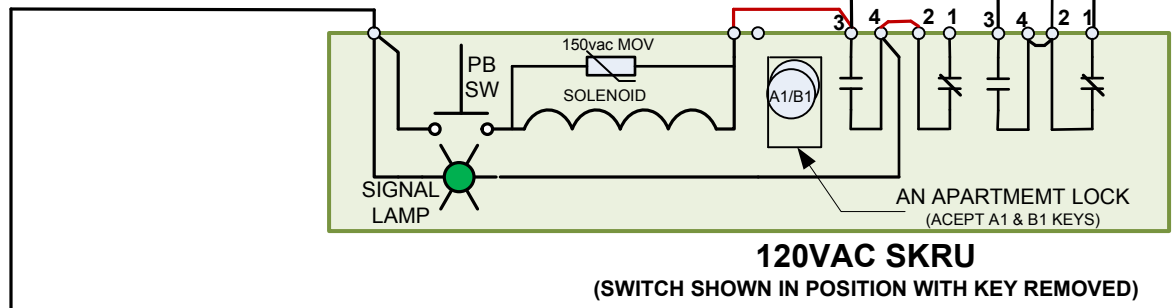 3 4 2 1 3 4 2 1
150vac MOV
PB
SW
SOLENOID
A1/B1
SIGNAL
LAMP
AN APARTMEMT LOCK
(ACEPT A1 & B1 KEYS)
120VAC SKRU
(SWITCH SHOWN IN POSITION WITH KEY REMOVED)